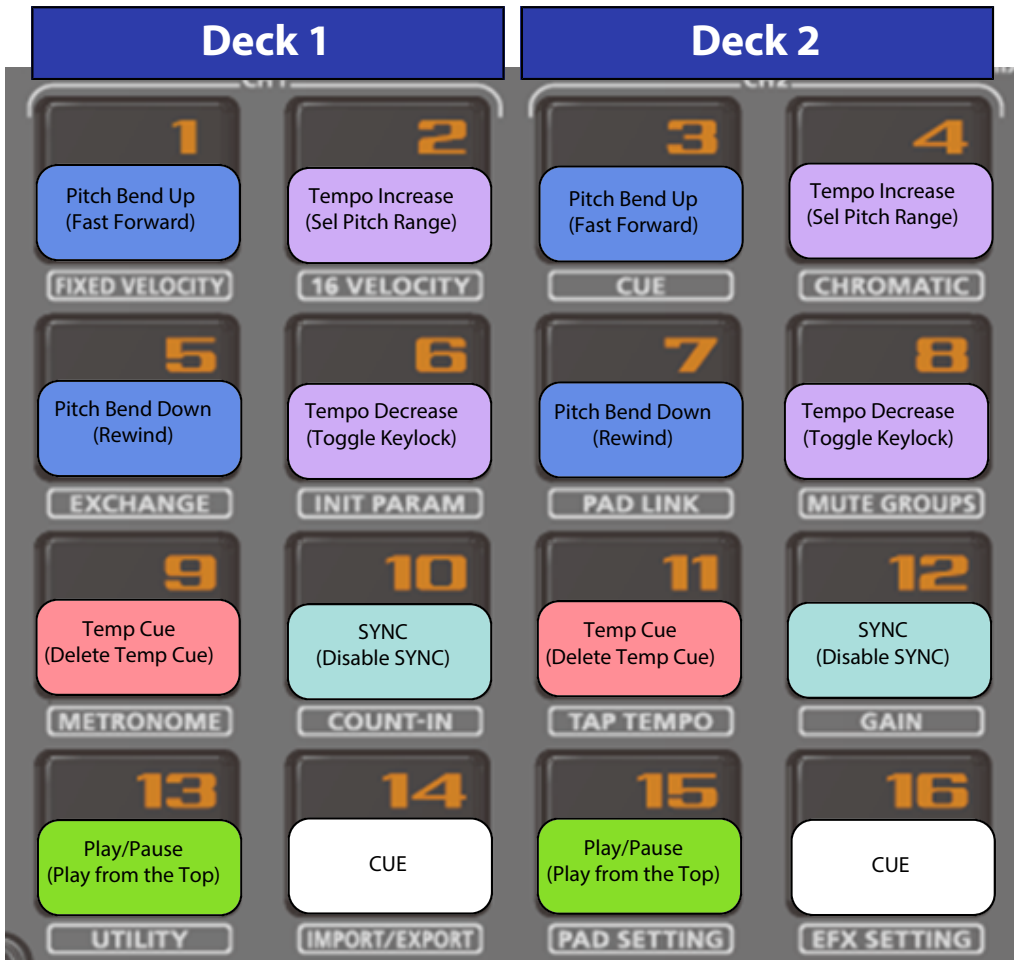 Deck 1 Deck 2
1 2 3 4
Pitch Bend Up
(Fast Forward)
Tempo Increase
(Sel Pitch Range)
Pitch Bend Up
(Fast Forward)
Tempo Increase
(Sel Pitch Range)
FIXED VELOCITY 16 VELOCITY CUE CHROMATIC
5 6 7 8
Pitch Bend Down
(Rewind)
Tempo Decrease
(Toggle Keylock)
Pitch Bend Down
(Rewind)
Tempo Decrease
(Toggle Keylock)
EXCHANGE INIT PARAM PAD LINK MUTE GROUPS
9 10 11 12
Temp Cue
(Delete Temp Cue)
SYNC
(Disable SYNC)
Temp Cue
(Delete Temp Cue)
SYNC
(Disable SYNC)
METRONOME COUNT-IN TAP TEMPO GAIN
13 14 15 16
Play/Pause
(Play from the Top)
CUE
Play/Pause
(Play from the Top)
CUE
UTILITY IMPORT/EXPORT PAD SETTING EFX SETTING